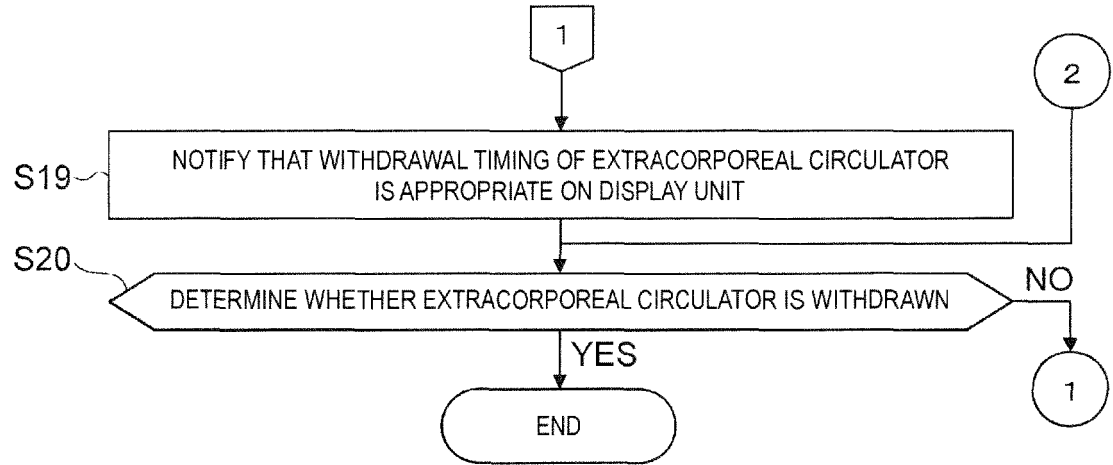 1
2
S19
NOTIFY THAT WITHDRAWAL TIMING OF EXTRACORPOREAL CIRCULATOR
IS APPROPRIATE ON DISPLAY UNIT
S20
DETERMINE WHETHER EXTRACORPOREAL CIRCULATOR IS WITHDRAWN
NO
YES
1
END